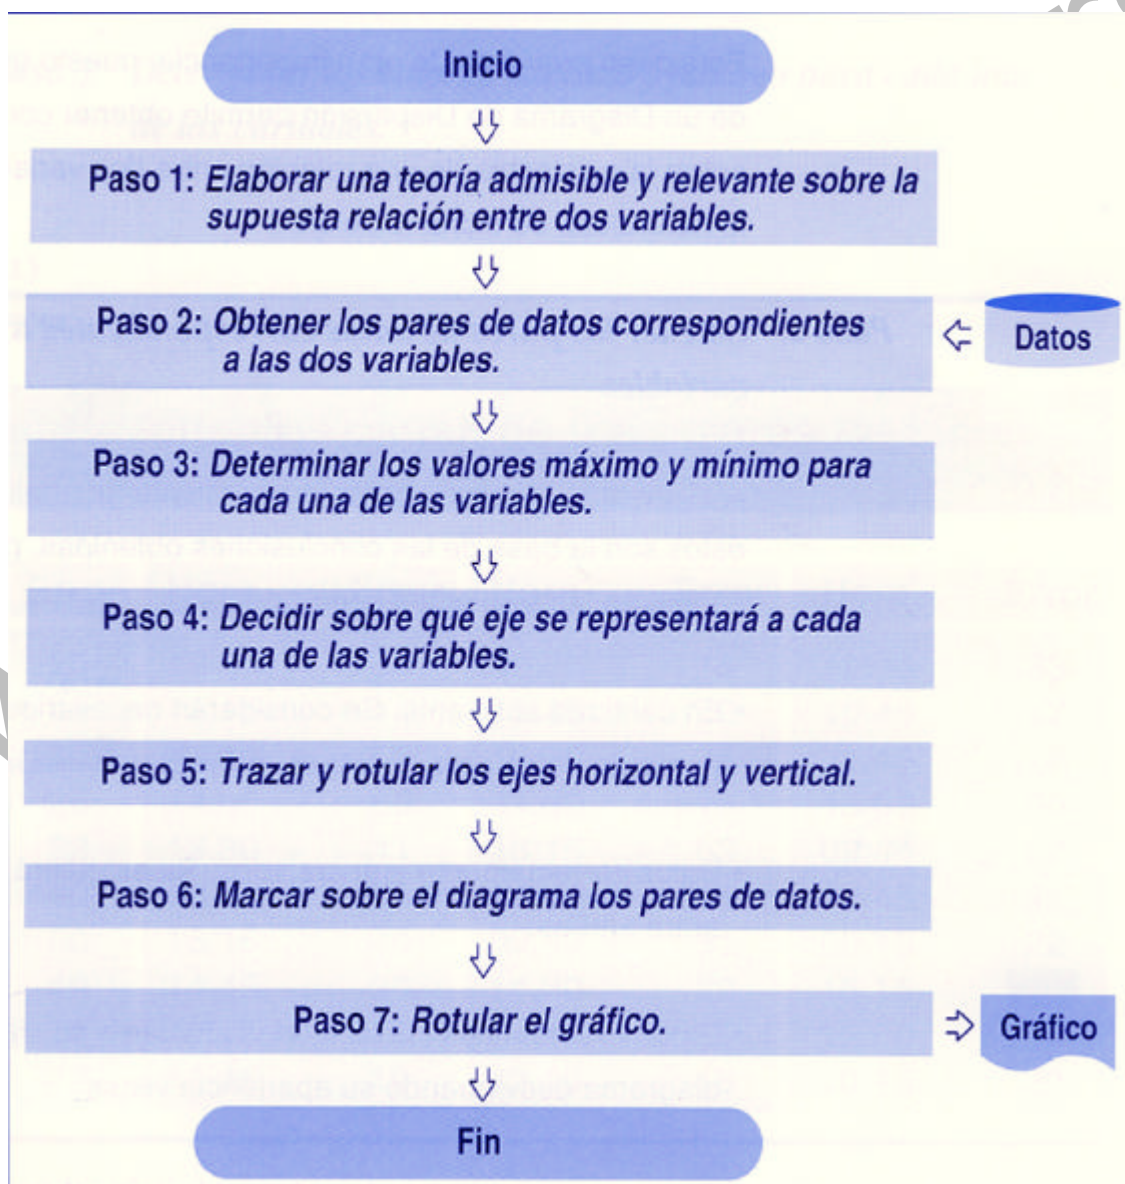 Inicio
Paso 1: Elaborar una teoría admisible y relevante sobre la
supuesta relación entre dos variables.
Paso 2: Obtener los pares de datos correspondientes
a las dos variables.
Datos
Paso 3: Determinar los valores máximo y mínimo para
cada una de las variables.
Paso 4: Decidir sobre qué eje se representará a cada
una de las variables.
Paso 5: Trazar y rotular los ejes horizontal y vertical.
Paso 6: Marcar sobre el diagrama los pares de datos.
Paso 7: Rotular el gráfico.
Gráfico
Fin